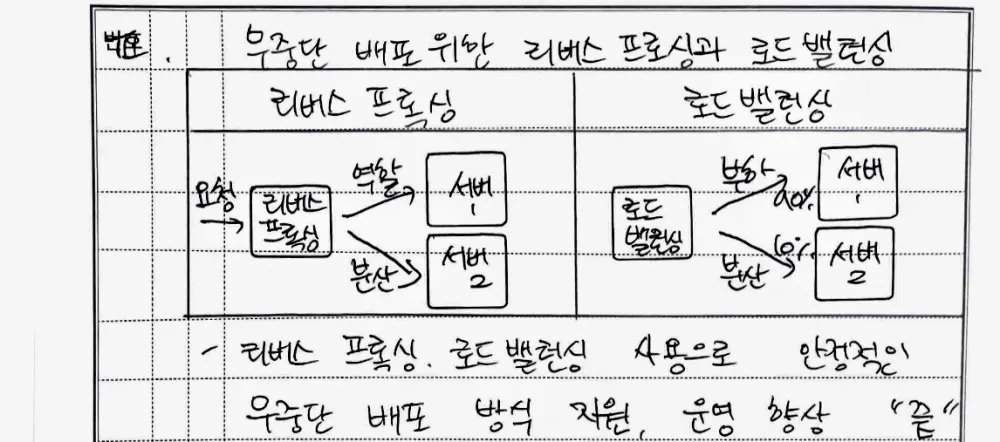 무중단 배포 위한 리버스 프록싱과 로드 밸런싱
리버스 프록싱
로드 밸런싱
요청
리버스
프록싱
역할
분산
서버
1
서버
2
로드
밸런싱
부하
분산
서버
1
서버
2
- 리버스 프록싱, 로드 밸런싱 사용으로 안정적인
무중단 배포 방식 지원, 운영 향상 "끝"